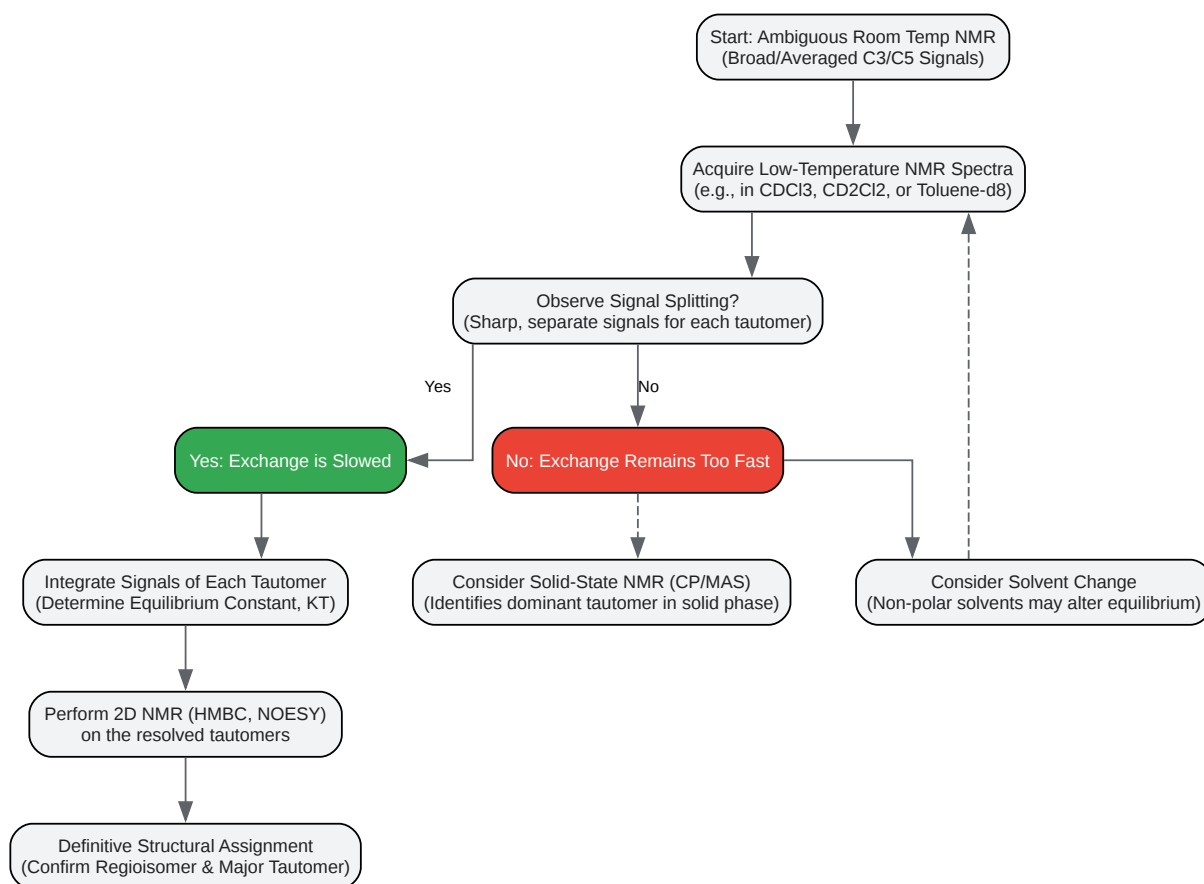 Start: Ambiguous Room Temp NMR
(Broad/Averaged C3/C5 Signals)
Acquire Low-Temperature NMR Spectra
(e.g., in CDCl3, CD2Cl2, or Toluene-d8)
Observe Signal Splitting?
(Sharp, separate signals for each tautomer)
Yes
No
Yes: Exchange is Slowed
No: Exchange Remains Too Fast
Integrate Signals of Each Tautomer
(Determine Equilibrium Constant, KT)
Consider Solid-State NMR (CP/MAS)
(Identifies dominant tautomer in solid phase)
Consider Solvent Change
(Non-polar solvents may alter equilibrium)
Perform 2D NMR (HMBC, NOESY)
on the resolved tautomers
Definitive Structural Assignment
(Confirm Regioisomer & Major Tautomer)